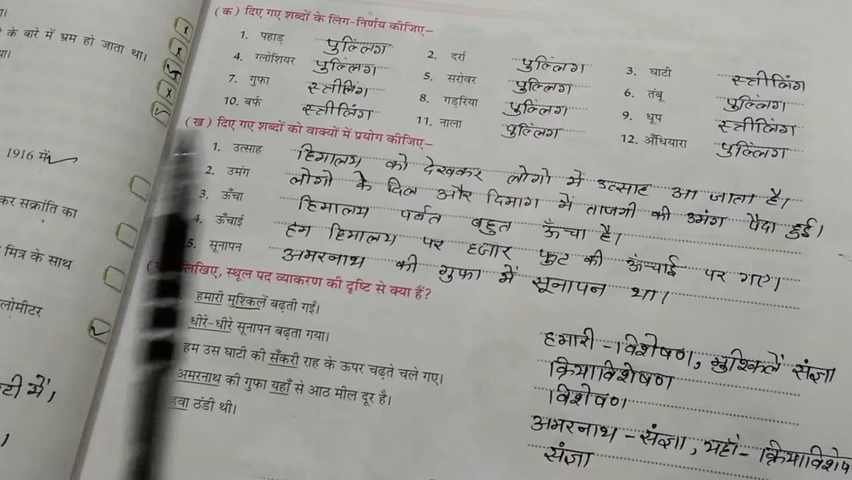 के बारे में भ्रम हो जाता था।
1916 में
कर सक्रांति का
मित्र के साथ
लोमीटर
टी में।
(क) दिए गए शब्दों के लिंग-निर्णय कीजिए-
1. पहाड़ पुल्लिंग 2. दर्रा पुल्लिंग 3. घाटी स्त्रीलिंग
4. ग्लेशियर पुल्लिंग 5. सरोवर पुल्लिंग 6. तंबू पुल्लिंग
7. गुफा स्त्रीलिंग 8. गड़रिया पुल्लिंग 9. धूप स्त्रीलिंग
10. बर्फ स्त्रीलिंग 11. नाला पुल्लिंग 12. अँधियारा पुल्लिंग
(ख) दिए गए शब्दों को वाक्यों में प्रयोग कीजिए-
1. उत्साह हिमालय को देखकर लोगो में उत्साह आ जाता है।
2. उमंग लोगो के दिल और दिमाग में ताजगी की उमंग पैदा हुई।
3. ऊँचा हिमालय पर्वत बहुत ऊँचा है।
4. ऊँचाई हम हिमालय पर हजार फुट की ऊँचाई पर गए।
5. सूनापन अमरनाथ की गुफा में सूनापन था।
लिखिए, स्थूल पद व्याकरण की दृष्टि से क्या हैं?
हमारी मुश्किलें बढ़ती गईं। हमारी - विशेषण, मुश्किलें संज्ञा
धीरे-धीरे सूनापन बढ़ता गया। क्रियाविशेषण
हम उस घाटी की सँकरी राह के ऊपर चढ़ते चले गए। विशेषण
अमरनाथ की गुफा यहाँ से आठ मील दूर है। अमरनाथ - संज्ञा, यहाँ - क्रियाविशेष
हवा ठंडी थी। संज्ञा